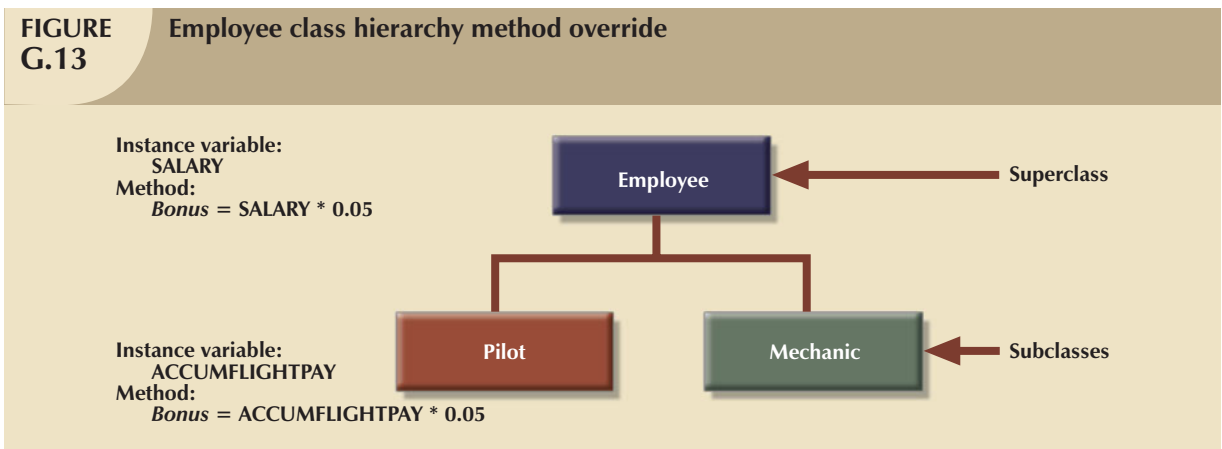 FIGURE
G.13
Employee class hierarchy method override
Instance variable:
SALARY
Method:
Bonus = SALARY * 0.05
Employee
Superclass
Instance variable:
ACCUMFLIGHTPAY
Method:
Bonus = ACCUMFLIGHTPAY * 0.05
Pilot
Mechanic
Subclasses